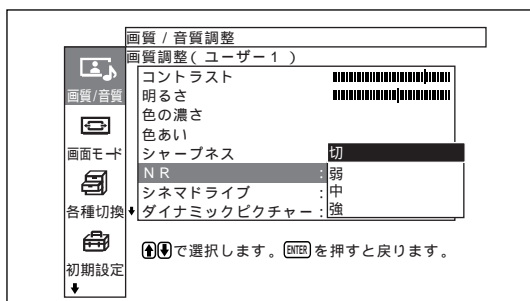 画質 / 音質調整
画質調整( ユーザー1 )
コントラスト
明るさ
色の濃さ
色あい
シャープネス
NR :
シネマドライブ :
ダイナミックピクチャー :
切
弱
中
強
画質/音質
画面モード
各種切換
初期設定
で選択します。ENTERを押すと戻ります。